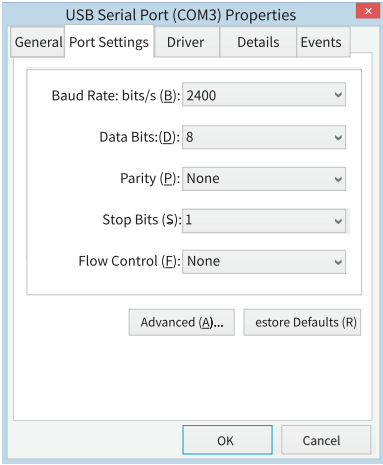 USB Serial Port (COM3) Properties
General Port Settings Driver Details Events
Baud Rate: bits/s (B): 2400
Data Bits:(D): 8
Parity (P): None
Stop Bits (S): 1
Flow Control (F): None
Advanced (A)... estore Defaults (R)
OK Cancel